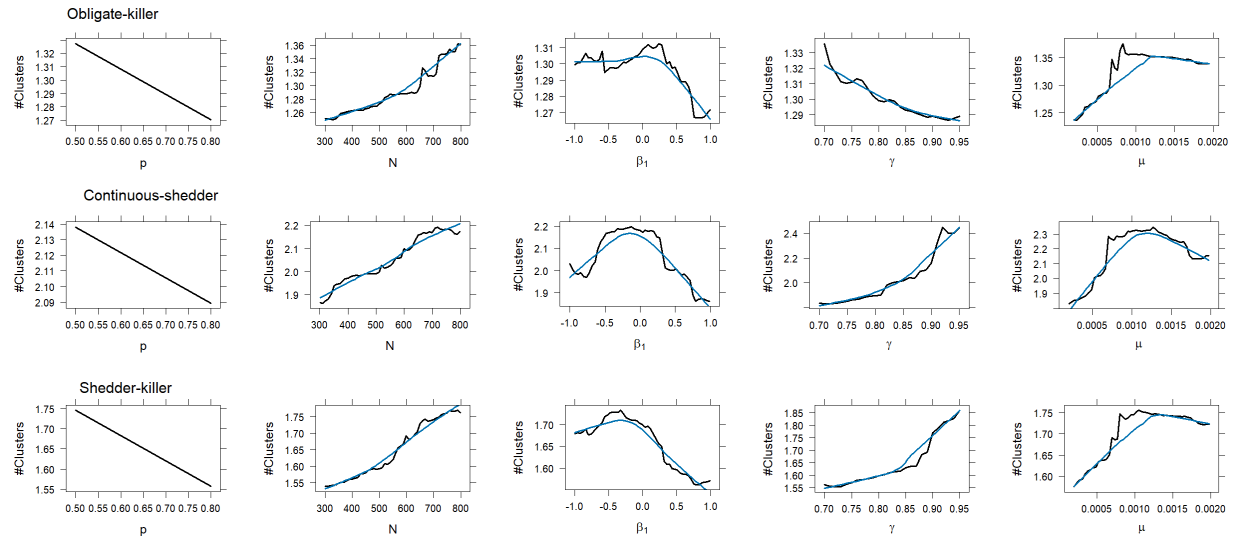 Obligate-killer
#Clusters
1.32
1.31
1.30
1.29
1.28
1.27
0.50 0.55 0.60 0.65 0.70 0.75 0.80
p
#Clusters
1.36
1.34
1.32
1.30
1.28
1.26
300 400 500 600 700 800
N
#Clusters
1.31
1.30
1.29
1.28
1.27
-1.0 -0.5 0.0 0.5 1.0
β1
#Clusters
1.33
1.32
1.31
1.30
1.29
0.70 0.75 0.80 0.85 0.90 0.95
γ
#Clusters
1.35
1.30
1.25
0.0005 0.0010 0.0015 0.0020
μ
Continuous-shedder
#Clusters
2.14
2.13
2.12
2.11
2.10
2.09
0.50 0.55 0.60 0.65 0.70 0.75 0.80
p
#Clusters
2.2
2.1
2.0
1.9
300 400 500 600 700 800
N
#Clusters
2.2
2.1
2.0
1.9
-1.0 -0.5 0.0 0.5 1.0
β1
#Clusters
2.4
2.2
2.0
0.70 0.75 0.80 0.85 0.90 0.95
γ
#Clusters
2.3
2.2
2.1
2.0
1.9
0.0005 0.0010 0.0015 0.0020
μ
Shedder-killer
#Clusters
1.75
1.70
1.65
1.60
1.55
0.50 0.55 0.60 0.65 0.70 0.75 0.80
p
#Clusters
1.75
1.70
1.65
1.60
1.55
300 400 500 600 700 800
N
#Clusters
1.70
1.65
1.60
-1.0 -0.5 0.0 0.5 1.0
β1
#Clusters
1.85
1.80
1.75
1.70
1.65
1.60
1.55
0.70 0.75 0.80 0.85 0.90 0.95
γ
#Clusters
1.75
1.70
1.65
1.60
0.0005 0.0010 0.0015 0.0020
μ